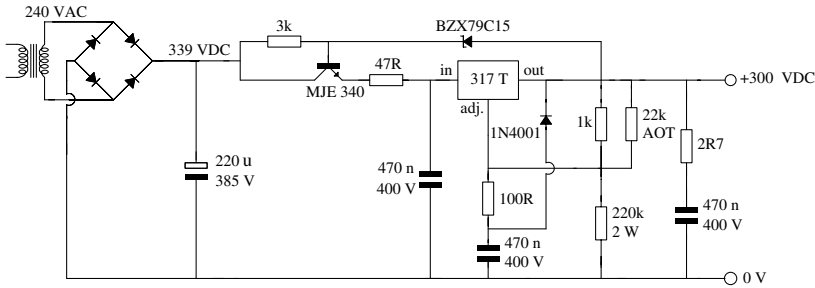 240 VAC
339 VDC
3k
MJE 340
47R
BZX79C15
in
317 T
out
adj.
1N4001
1k
22k
AOT
+300 VDC
2R7
220 u
385 V
470 n
400 V
100R
470 n
400 V
220k
2 W
470 n
400 V
0 V